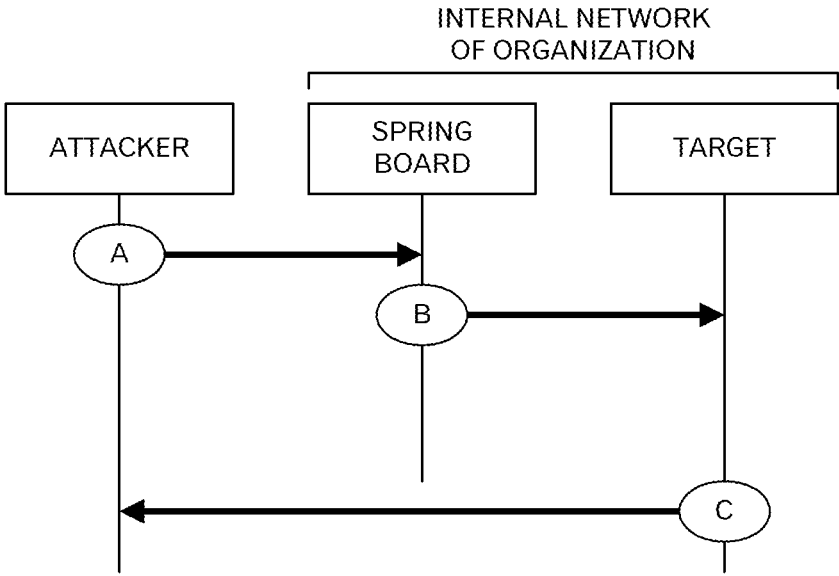 INTERNAL NETWORK
OF ORGANIZATION
ATTACKER
SPRING
BOARD
TARGET
A
B
C